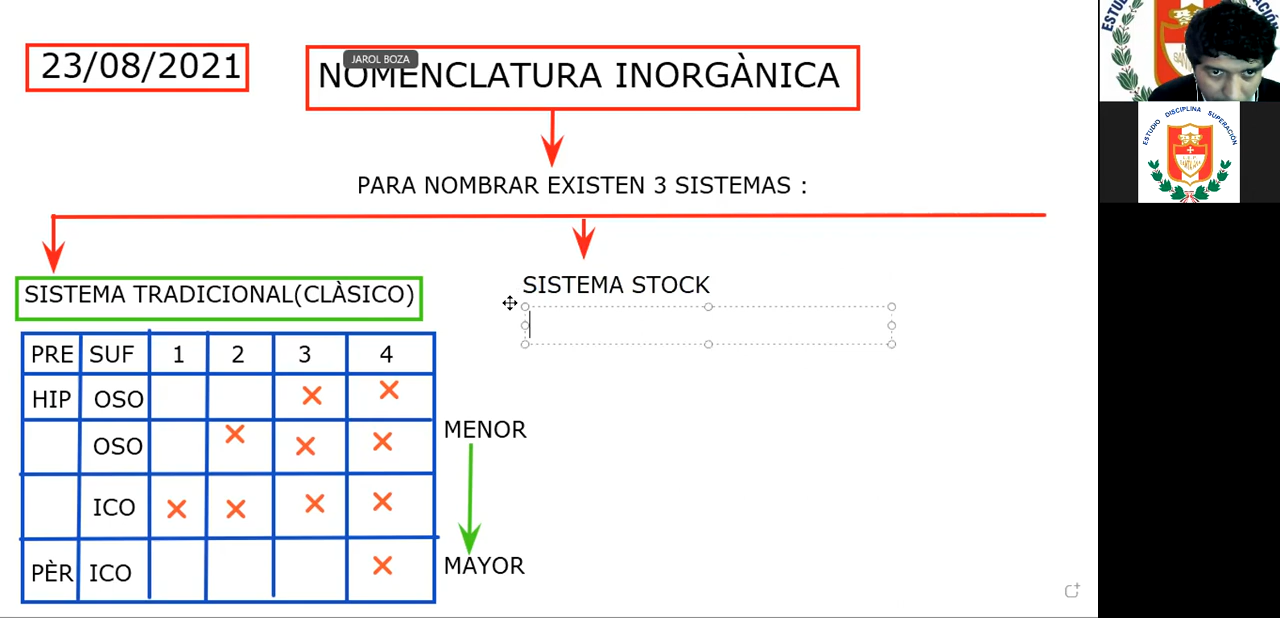 23/08/2021
JAROL BOZA
NOMENCLATURA INORGÀNICA
PARA NOMBRAR EXISTEN 3 SISTEMAS :
SISTEMA TRADICIONAL(CLÀSICO)
SISTEMA STOCK
PRE SUF 1 2 3 4
HIP OSO × ×
OSO × × ×
ICO × × × ×
PÈR ICO ×
MENOR
MAYOR
ESTUDIO DISCIPLINA SUPERACIÓN